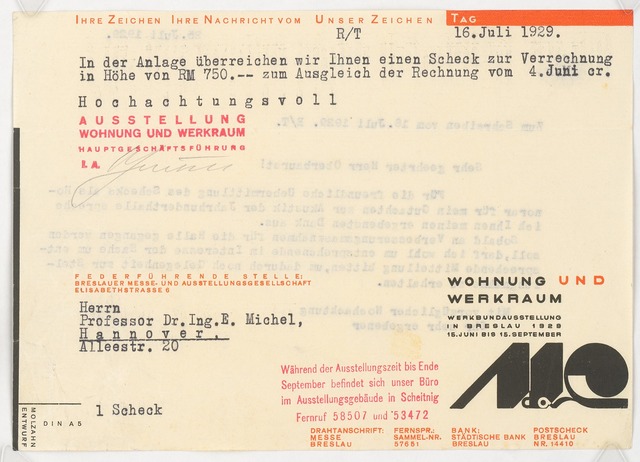 IHRE ZEICHEN IHRE NACHRICHT VOM UNSER ZEICHEN TAG
R/T 16. Juli 1929.
In der Anlage überreichen wir Ihnen einen Scheck zur Verrechnung
in Höhe von RM 750.-- zum Ausgleich der Rechnung vom 4. Juni cr.
Hochachtungsvoll
AUSSTELLUNG
WOHNUNG UND WERKRAUM
HAUPTGESCHÄFTSFÜHRUNG
I.A.
FEDERFÜHRENDE STELLE:
BRESLAUER MESSE- UND AUSSTELLUNGSGESELLSCHAFT
ELISABETHSTRASSE 6
Herrn
Professor Dr.Ing.E. Michel,
Hannover.
Alleestr. 20
1 Scheck
WOHNUNG UND
WERKRAUM
WERKBUNDAUSSTELLUNG
IN BRESLAU 1929
15. JUNI BIS 15. SEPTEMBER
Während der Ausstellungszeit bis Ende
September befindet sich unser Büro
im Ausstellungsgebäude in Scheitnig
Fernruf 58507 und 53472
DRAHTANSCHRIFT: FERNSPR.: BANK: POSTSCHECK
MESSE SAMMEL-NR. STÄDTISCHE BANK BRESLAU
BRESLAU 57651 BRESLAU NR. 14410
MOLZAHN
ENTWURF
DIN A5